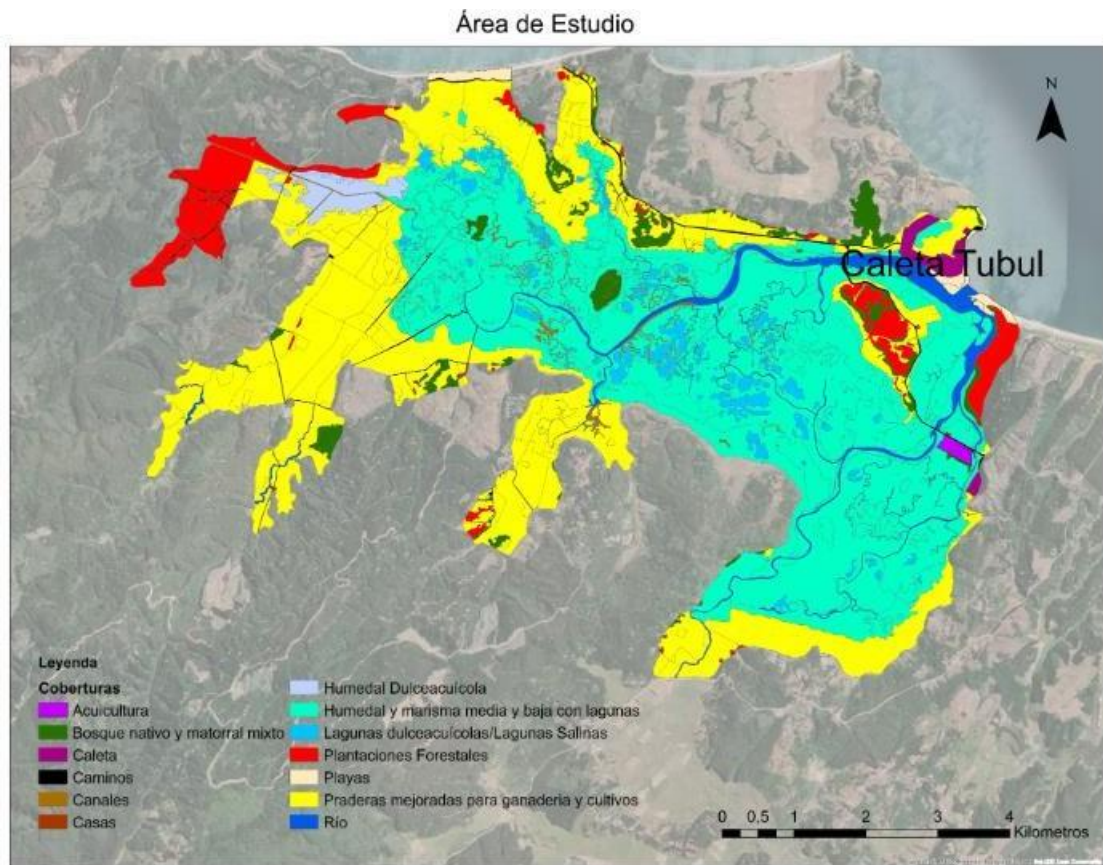 Área de Estudio
N
Caleta Tubul
Leyenda
Coberturas
Acuicultura
Bosque nativo y matorral mixto
Caleta
Caminos
Canales
Casas
Humedal Dulceacuícola
Humedal y marisma media y baja con lagunas
Lagunas dulceacuícolas/Lagunas Salinas
Plantaciones Forestales
Playas
Praderas mejoradas para ganaderia y cultivos
Río
0 0,5 1 2 3 4
Kilometros